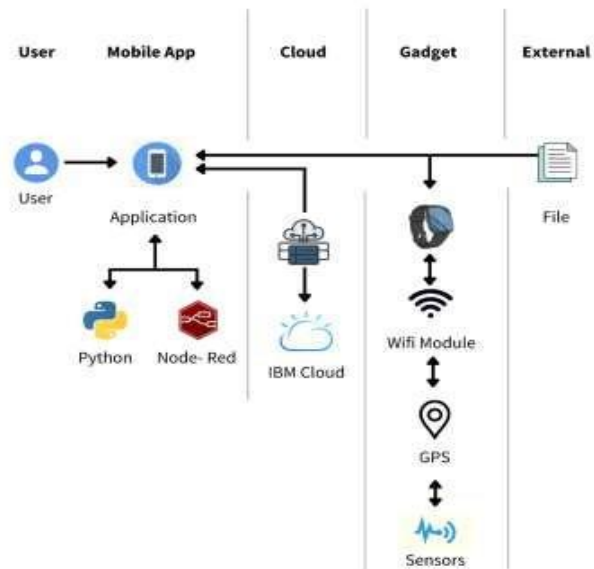 User
Mobile App
Cloud
Gadget
External
User
Application
File
Python
Node- Red
IBM Cloud
Wifi Module
GPS
Sensors